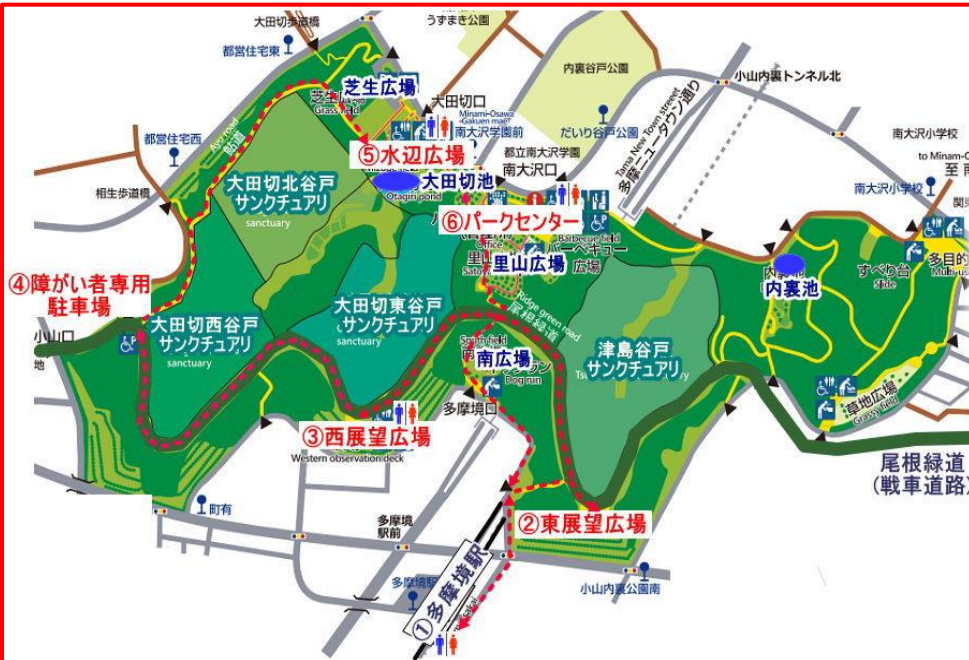 大田切歩道橋
うずまき公園
都営住宅東
内裏谷戸公園
小山内裏トンネル北
芝生広場
芝生広場
Grass field
大田切口
Minami-Osawa
Gakuen mae
南大沢学園前
だいり谷戸公園
Tama New Town street
多摩ニュータウン通り
南大沢小学校
都営住宅西
Ayu road
鮎道
⑤水辺広場
都立南大沢学園
南大沢口
南大沢小学校
相生歩道橋
大田切北谷戸
サンクチュアリ
sanctuary
大田切池
Otagiri pond
⑥パークセンター
Office
Barbecue field
バーベキュー
広場
里山広場
多目的
すべり台
Slide
内裏池
④障がい者専用
駐車場
小山口
大田切西谷戸
サンクチュアリ
sanctuary
大田切東谷戸
サンクチュアリ
sanctuary
Ridge green road
尾根緑道
南広場
Dog run
津島谷戸
サンクチュアリ
多摩境口
草地広場
Grassy field
③西展望広場
Western observation deck
尾根緑道
(戦車道路)
町有
多摩境
駅前
②東展望広場
①多摩境駅
小山内裏公園南